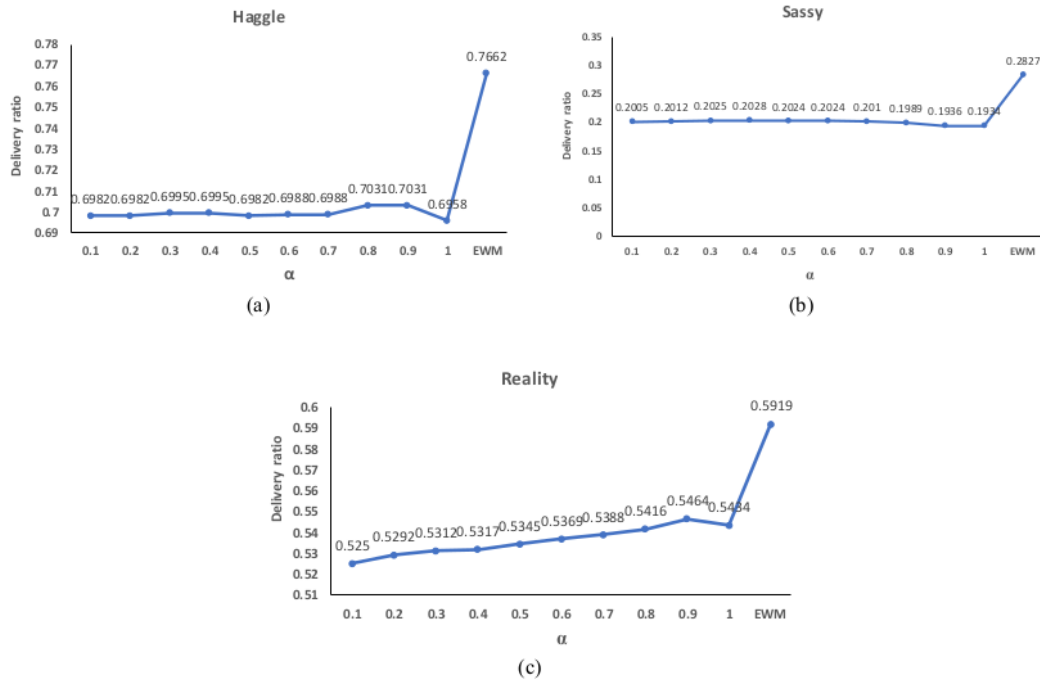 Haggle
Delivery ratio
0.78
0.77
0.76
0.75
0.74
0.73
0.72
0.71
0.7
0.69
0.6982 0.6982 0.6995 0.6995 0.6982 0.6988 0.6988 0.7031 0.7031 0.6958 0.7662
0.1 0.2 0.3 0.4 0.5 0.6 0.7 0.8 0.9 1 EWM
α
(a)
Sassy
Delivery ratio
0.35
0.3
0.25
0.2
0.15
0.1
0.05
0
0.2005 0.2012 0.2025 0.2028 0.2024 0.2024 0.201 0.1989 0.1936 0.1934 0.2827
0.1 0.2 0.3 0.4 0.5 0.6 0.7 0.8 0.9 1 EWM
α
(b)
Reality
Delivery ratio
0.6
0.59
0.58
0.57
0.56
0.55
0.54
0.53
0.52
0.51
0.525 0.5292 0.5312 0.5317 0.5345 0.5369 0.5388 0.5416 0.5464 0.5434 0.5919
0.1 0.2 0.3 0.4 0.5 0.6 0.7 0.8 0.9 1 EWM
α
(c)